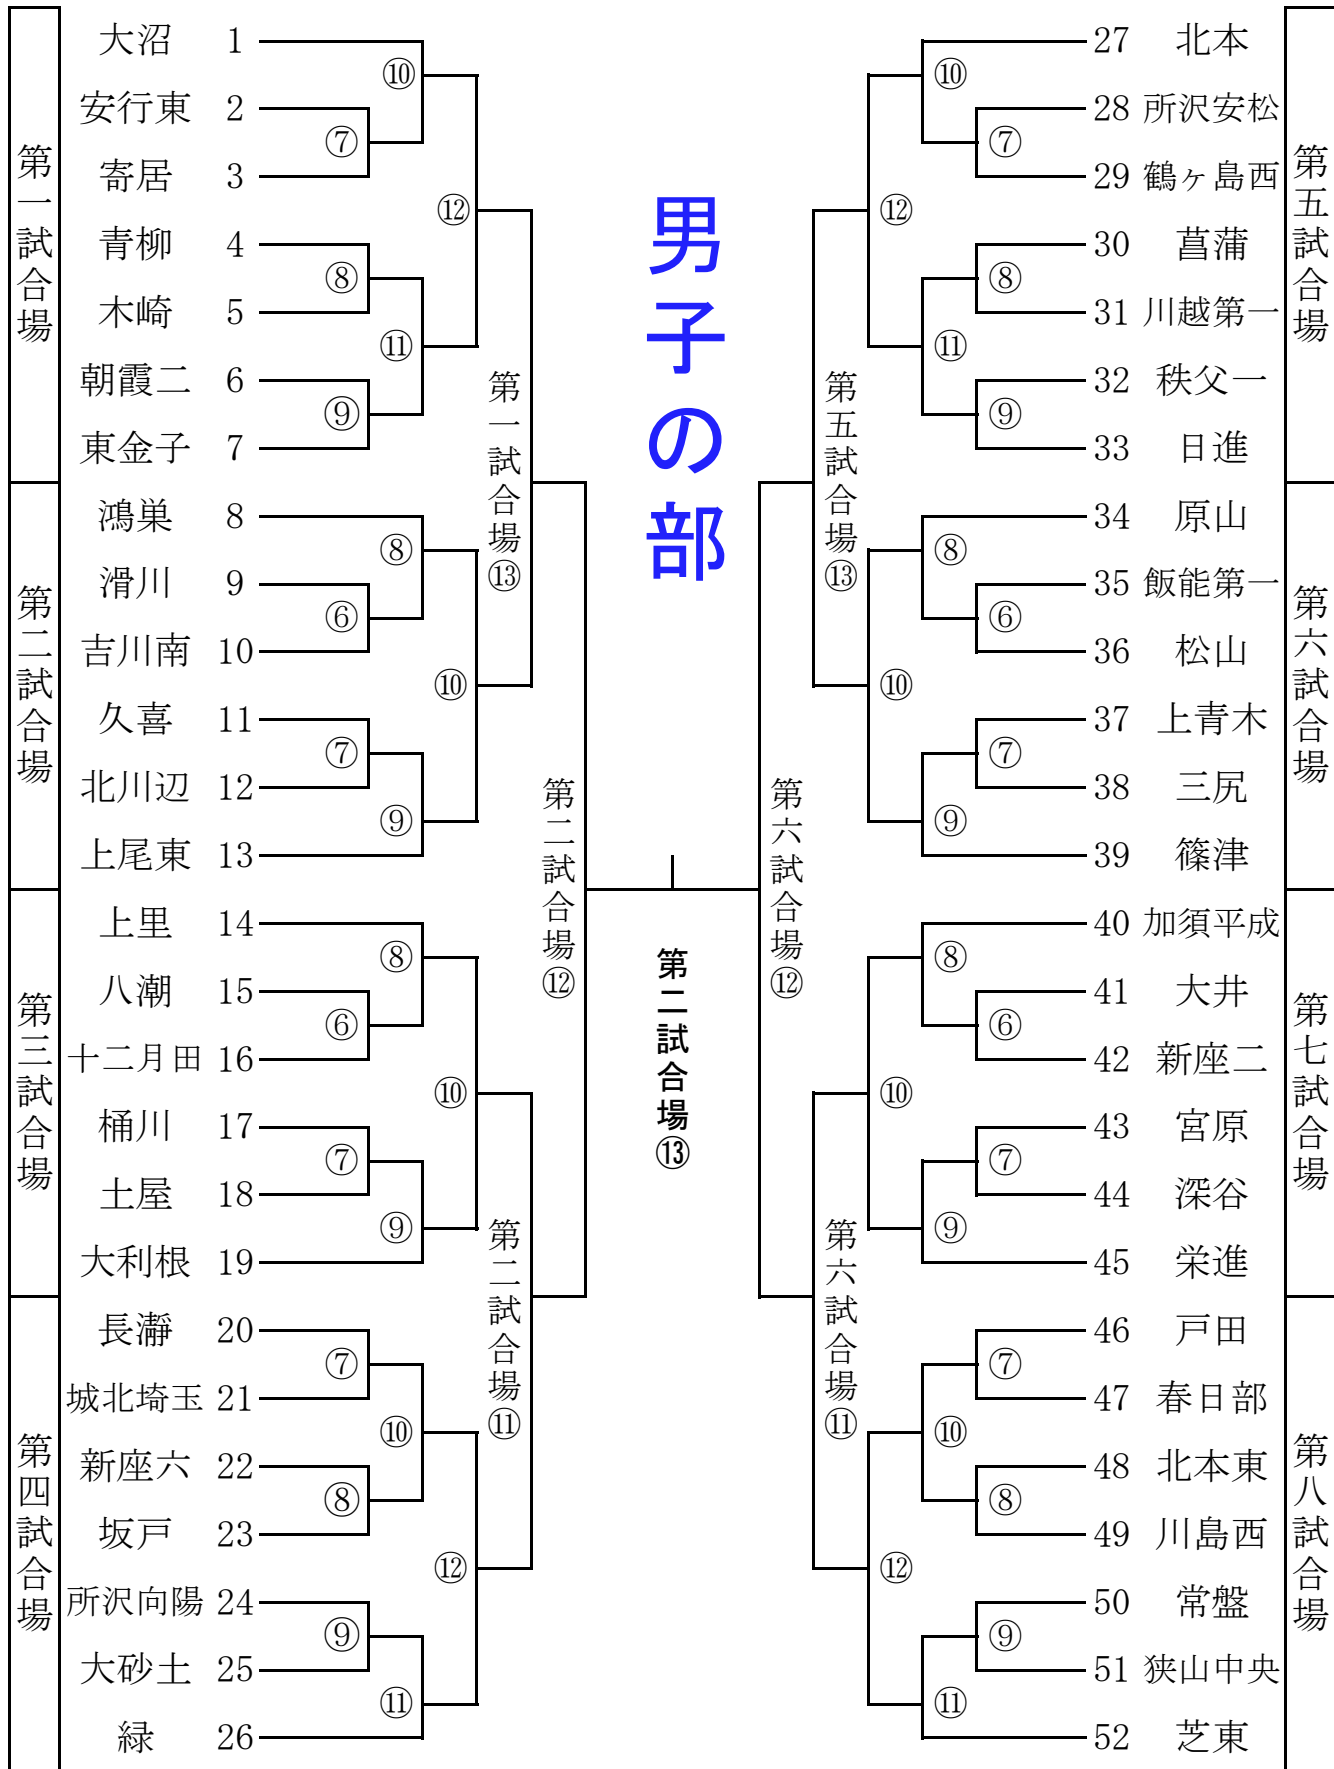 男子の部
第一試合場
大沼 1
安行東 2
寄居 3
青柳 4
木崎 5
朝霞二 6
東金子 7
⑩
⑦
⑫
⑧
⑪
⑨
第二試合場
鴻巣 8
滑川 9
吉川南 10
久喜 11
北川辺 12
上尾東 13
⑧
⑥
⑩
⑦
⑨
第一試合場⑬
第三試合場
上里 14
八潮 15
十二月田 16
桶川 17
土屋 18
大利根 19
⑧
⑥
⑩
⑦
⑨
第四試合場
長瀞 20
城北埼玉 21
新座六 22
坂戸 23
所沢向陽 24
大砂土 25
緑 26
⑦
⑩
⑧
⑫
⑨
⑪
第二試合場⑪
第二試合場⑫
第二試合場⑬
第五試合場
27 北本
28 所沢安松
29 鶴ヶ島西
30 菖蒲
31 川越第一
32 秩父一
33 日進
⑩
⑦
⑫
⑧
⑪
⑨
第六試合場
34 原山
35 飯能第一
36 松山
37 上青木
38 三尻
39 篠津
⑧
⑥
⑩
⑦
⑨
第五試合場⑬
第七試合場
40 加須平成
41 大井
42 新座二
43 宮原
44 深谷
45 栄進
⑧
⑥
⑩
⑦
⑨
第八試合場
46 戸田
47 春日部
48 北本東
49 川島西
50 常盤
51 狭山中央
52 芝東
⑦
⑩
⑧
⑫
⑨
⑪
第六試合場⑪
第六試合場⑫